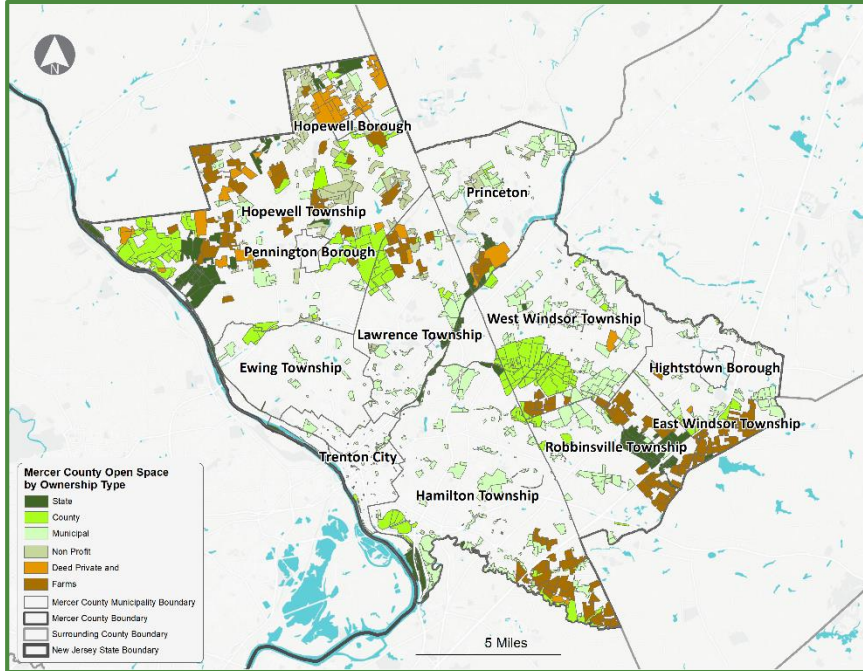 N
Hopewell Borough
Princeton
Hopewell Township
Pennington Borough
Lawrence Township
West Windsor Township
Ewing Township
Hightstown Borough
East Windsor Township
Robbinsville Township
Trenton City
Hamilton Township
Mercer County Open Space
by Ownership Type
State
County
Municipal
Non Profit
Deed Private and
Farms
Mercer County Municipality Boundary
Mercer County Boundary
Surrounding County Boundary
New Jersey State Boundary
5 Miles